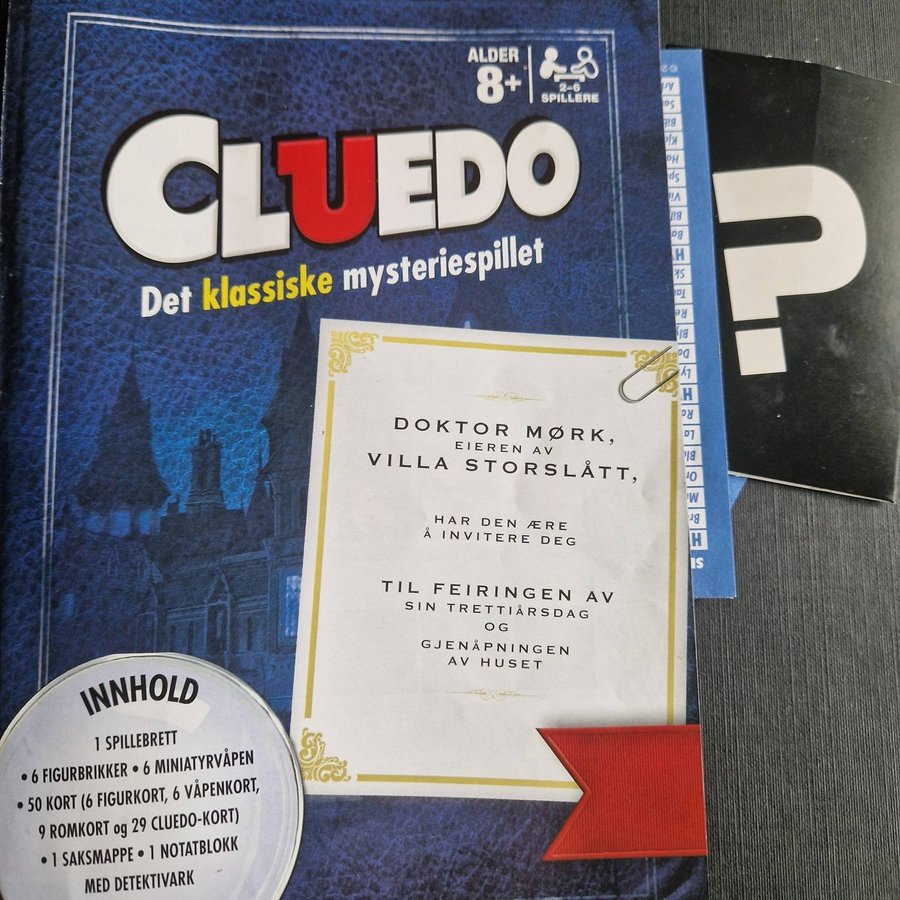 ALDER
8+
2-6
SPILLERE
CLUEDO
Det klassiske mysteriespillet
DOKTOR MØRK,
EIEREN AV
VILLA STORSLÅTT,
HAR DEN ÆRE
Å INVITERE DEG
TIL FEIRINGEN AV
SIN TRETTIÅRSDAG
OG
GJENÅPNINGEN
AV HUSET
INNHOLD
1 SPILLEBRETT
• 6 FIGURBRIKKER • 6 MINIATYRVÅPEN
• 50 KORT (6 FIGURKORT, 6 VÅPENKORT,
9 ROMKORT og 29 CLUEDO-KORT)
• 1 SAKSMAPPE • 1 NOTATBLOKK
MED DETEKTIVARK
?